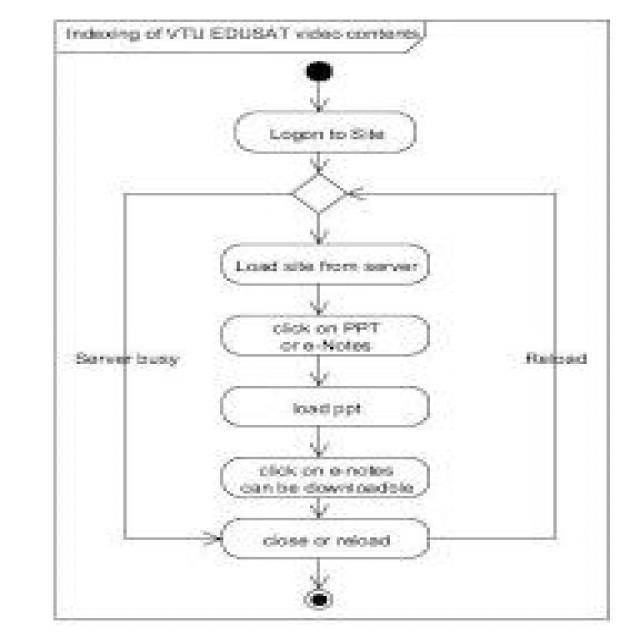 Indexing of VTU EDUSAT video contents
Logon to Site
Load site from server
click on PPT
or e-Notes
Server busy
Reload
load ppt
click on e-notes
can be downloadble
close or reload